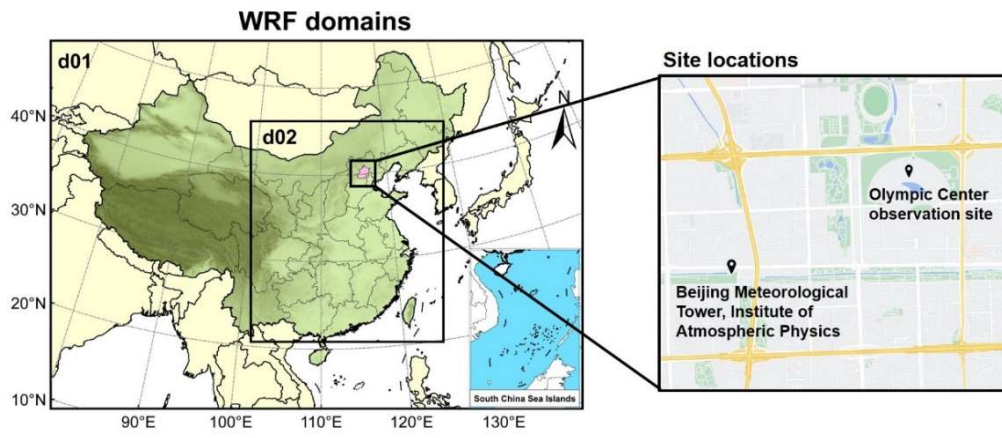 WRF domains
d01
d02
N
40°N
30°N
20°N
10°N
90°E
100°E
110°E
120°E
130°E
South China Sea Islands
Site locations
Olympic Center
observation site
Beijing Meteorological
Tower, Institute of
Atmospheric Physics